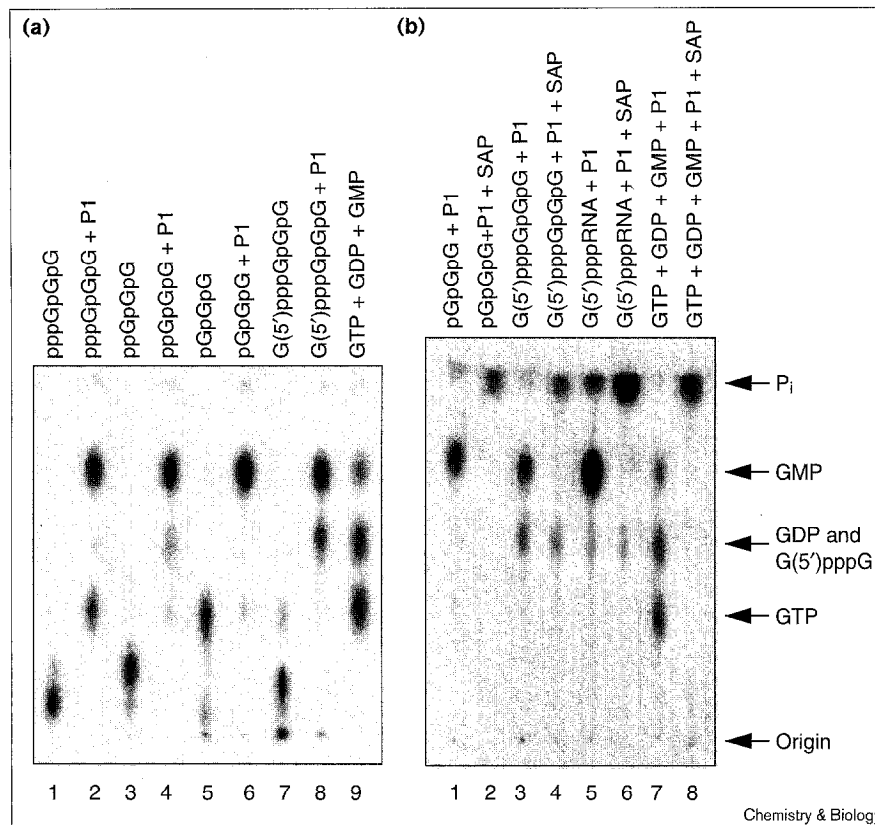 (a)
pppGpGpG
pppGpGpG + P1
ppGpGpG
ppGpGpG + P1
pGpGpG
pGpGpG + P1
G(5′)pppGpGpG
G(5′)pppGpGpG + P1
GTP + GDP + GMP
1 2 3 4 5 6 7 8 9
(b)
pGpGpG + P1
pGpGpG+P1 + SAP
G(5′)pppGpGpG + P1
G(5′)pppGpGpG + P1 + SAP
G(5′)pppRNA + P1
G(5′)pppRNA + P1 + SAP
GTP + GDP + GMP + P1
GTP + GDP + GMP + P1 + SAP
Pi
GMP
GDP and
G(5′)pppG
GTP
Origin
1 2 3 4 5 6 7 8
Chemistry & Biology